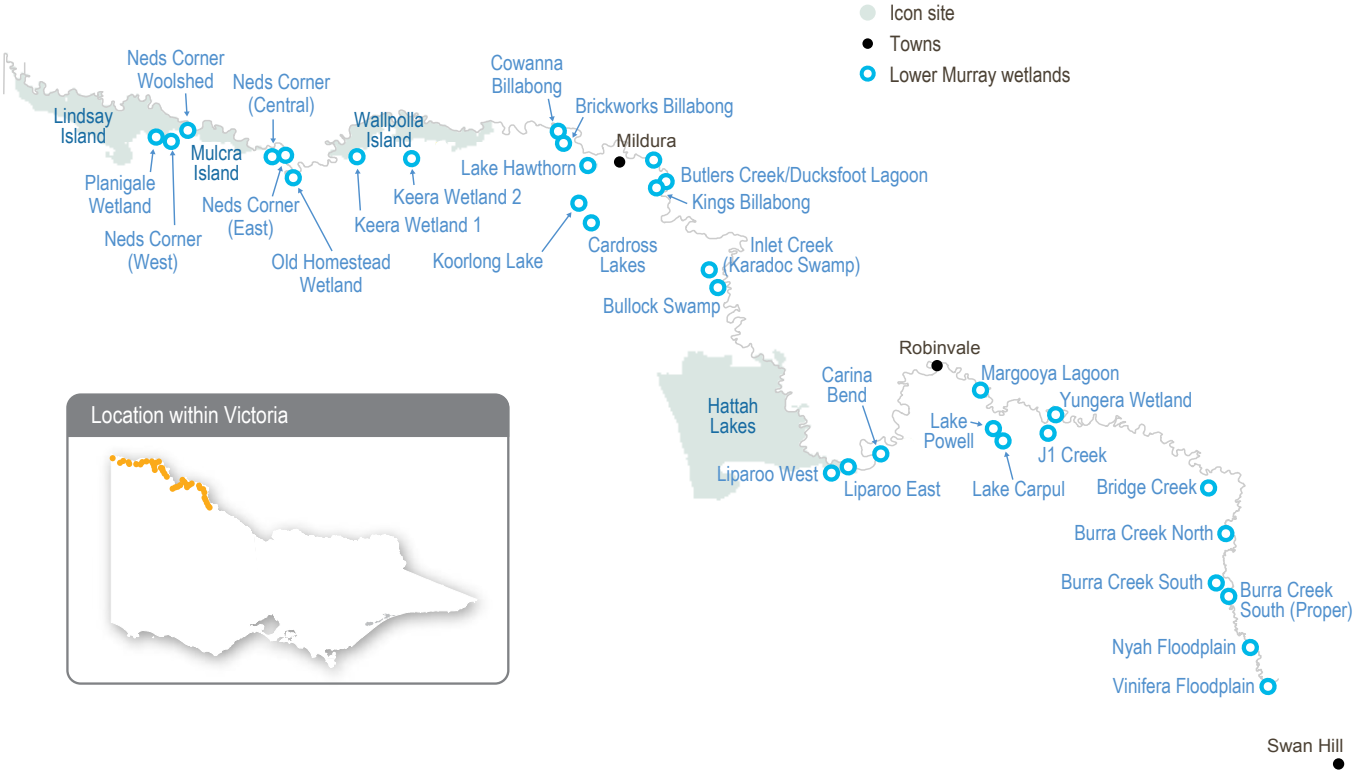 Icon site
Towns
Lower Murray wetlands
Neds Corner
Woolshed
Neds Corner
(Central)
Cowanna
Billabong
Brickworks Billabong
Lindsay
Island
Wallpolla
Island
Mildura
Mulcra
Island
Lake Hawthorn
Butlers Creek/Ducksfoot Lagoon
Planigale
Wetland
Neds Corner
(East)
Keera Wetland 2
Kings Billabong
Keera Wetland 1
Neds Corner
(West)
Old Homestead
Wetland
Koorlong Lake
Cardross
Lakes
Inlet Creek
(Karadoc Swamp)
Bullock Swamp
Robinvale
Carina
Bend
Margooya Lagoon
Yungera Wetland
Hattah
Lakes
Lake
Powell
J1 Creek
Liparoo West
Liparoo East
Lake Carpul
Bridge Creek
Burra Creek North
Burra Creek South
Burra Creek
South (Proper)
Nyah Floodplain
Vinifera Floodplain
Swan Hill
Location within Victoria